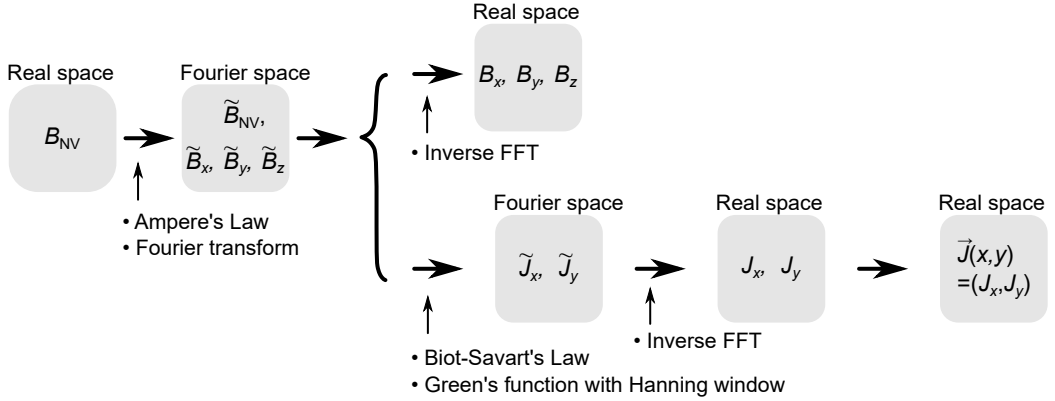 Real space
B_NV
• Ampere's Law
• Fourier transform
Fourier space
B̃_NV,
B̃_x, B̃_y, B̃_z
Real space
B_x, B_y, B_z
• Inverse FFT
Fourier space
J̃_x, J̃_y
• Biot-Savart's Law
• Green's function with Hanning window
Real space
J_x, J_y
• Inverse FFT
Real space
J⃗(x,y)
=(J_x,J_y)